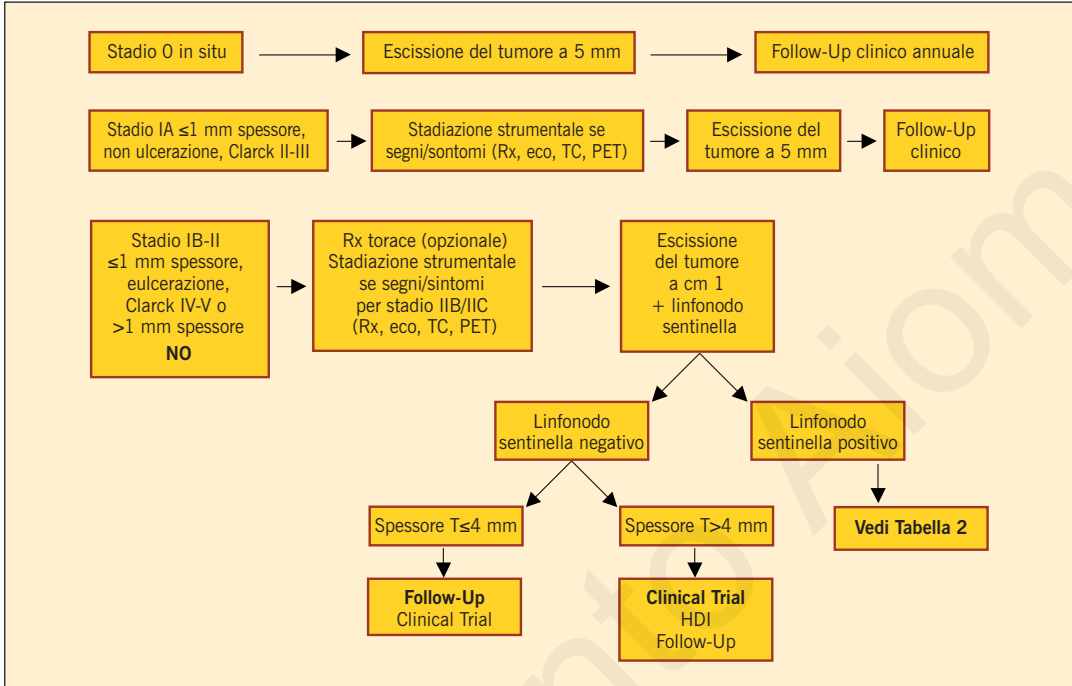 Stadio 0 in situ
Escissione del tumore a 5 mm
Follow-Up clinico annuale
Stadio IA ≤1 mm spessore,
non ulcerazione, Clarck II-III
Stadiazione strumentale se
segni/sontomi (Rx, eco, TC, PET)
Escissione del
tumore a 5 mm
Follow-Up
clinico
Stadio IB-II
≤1 mm spessore,
eulcerazione,
Clarck IV-V o
>1 mm spessore
NO
Rx torace (opzionale)
Stadiazione strumentale
se segni/sintomi
per stadio IIB/IIC
(Rx, eco, TC, PET)
Escissione
del tumore
a cm 1
+ linfonodo
sentinella
Linfonodo
sentinella negativo
Linfonodo
sentinella positivo
Spessore T≤4 mm
Spessore T>4 mm
Vedi Tabella 2
Follow-Up
Clinical Trial
Clinical Trial
HDI
Follow-Up
nto Aiom